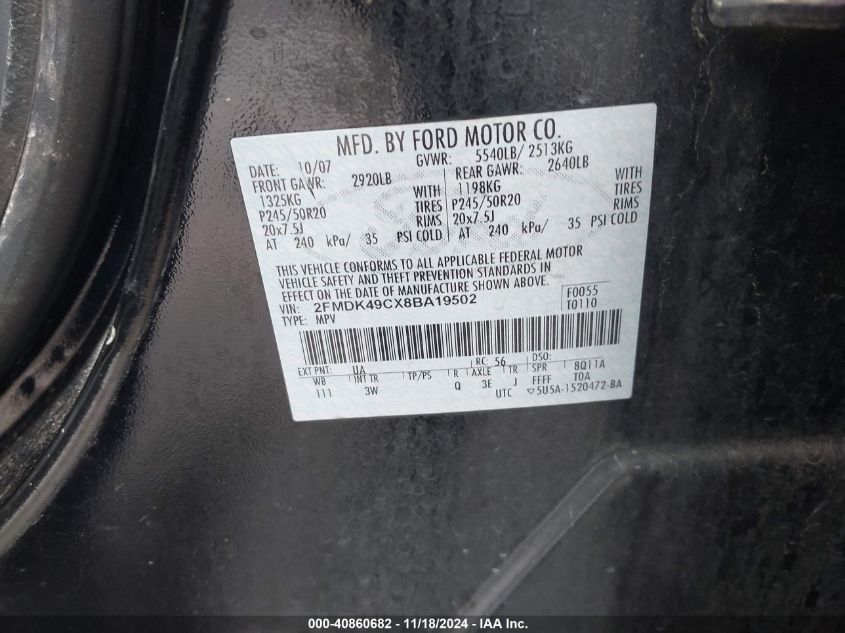 MFD. BY FORD MOTOR CO.
DATE: 10/07 GVWR: 5540LB/ 2513KG
FRONT GAWR: 2920LB REAR GAWR: 2640LB
1325KG WITH 1198KG WITH
P245/50R20 TIRES P245/50R20 TIRES
20x7.5J RIMS 20x7.5J RIMS
AT 240 kPa/ 35 PSI COLD AT 240 kPa/ 35 PSI COLD
THIS VEHICLE CONFORMS TO ALL APPLICABLE FEDERAL MOTOR
VEHICLE SAFETY AND THEFT PREVENTION STANDARDS IN
EFFECT ON THE DATE OF MANUFACTURE SHOWN ABOVE.
VIN: 2FMDK49CX8BA19502 F0055
TYPE: MPV T0110
EXT PNT: UA RC: 56 DSO:
WB INT TR TP/PS R AXLE TR SPR 8Q11A
111 3W Q 3E J FFFF T0A
UTC ▽5U5A-1520472-BA
000-40860682 - 11/18/2024 - IAA Inc.